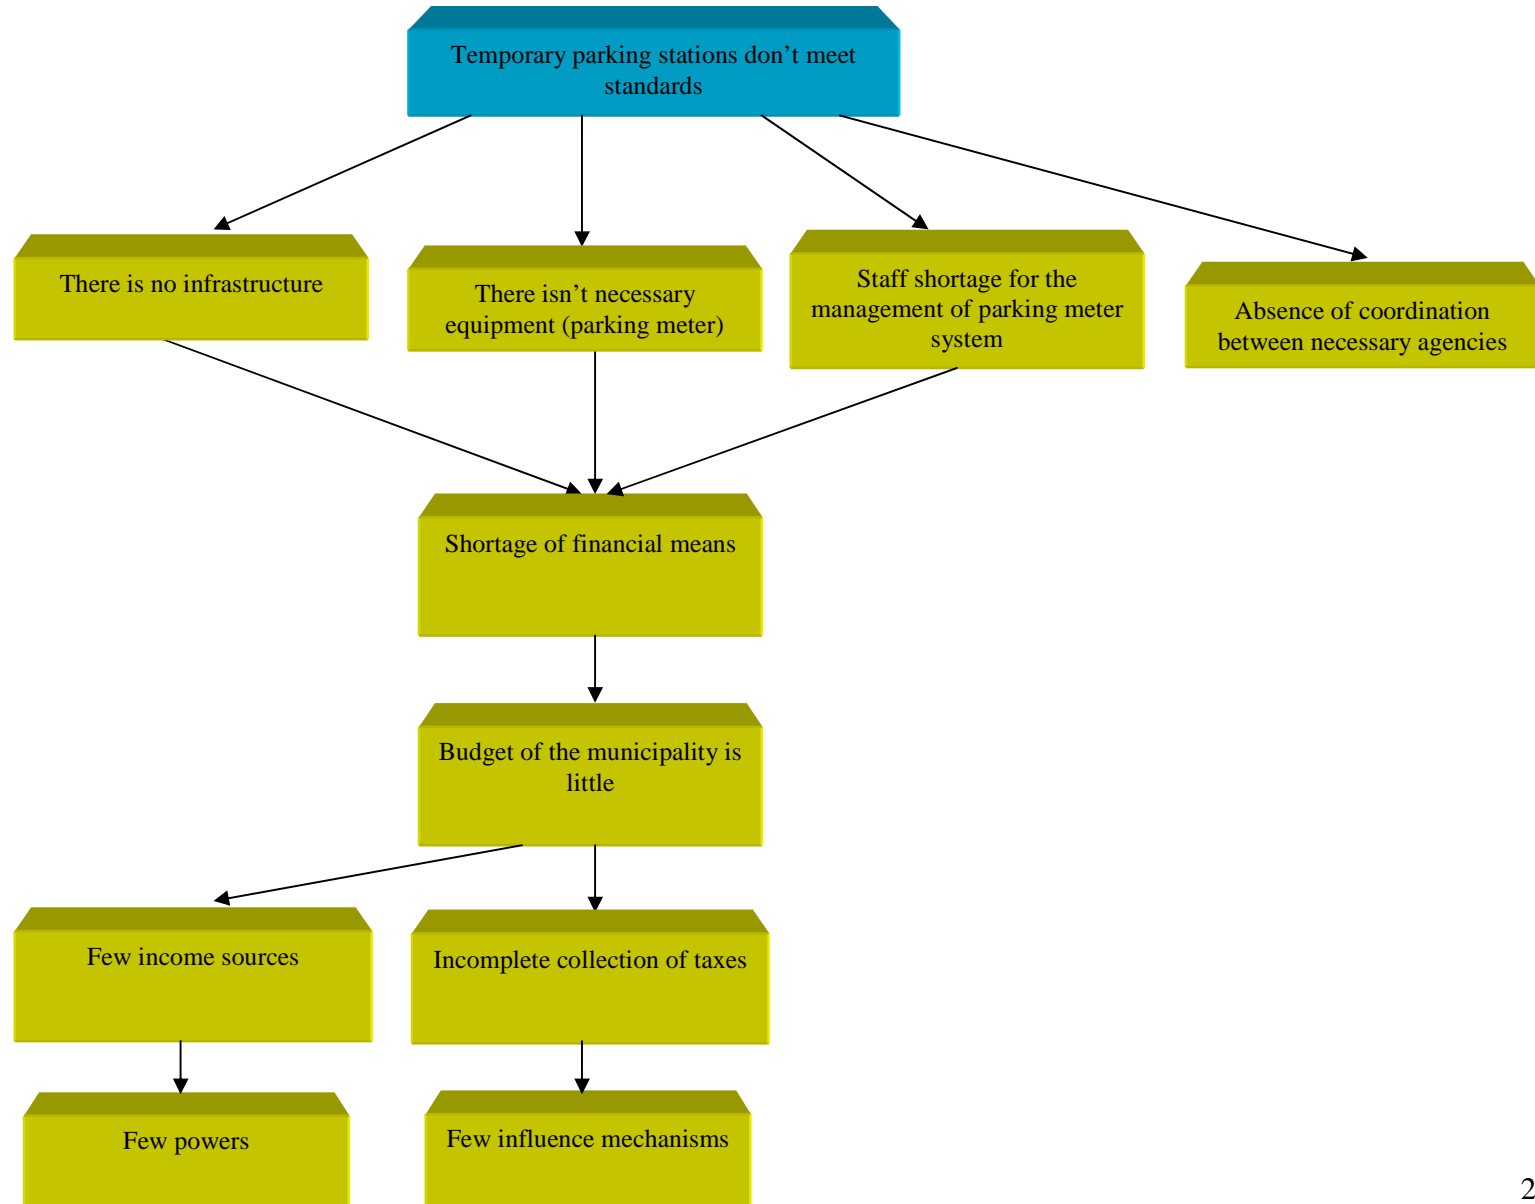 Temporary parking stations don’t meet
standards
There is no infrastructure
There isn’t necessary
equipment (parking meter)
Staff shortage for the
management of parking meter
system
Absence of coordination
between necessary agencies
Shortage of financial means
Budget of the municipality is
little
Few income sources
Incomplete collection of taxes
Few powers
Few influence mechanisms
2